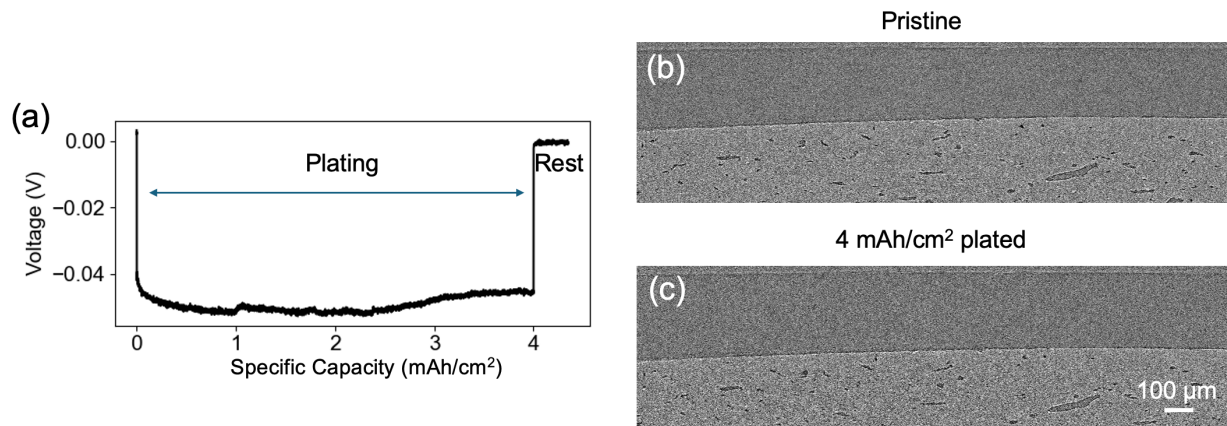 (a)
0.00
−0.02
−0.04
Voltage (V)
Plating
Rest
0 1 2 3 4
Specific Capacity (mAh/cm²)
Pristine
(b)
4 mAh/cm² plated
(c)
100 µm